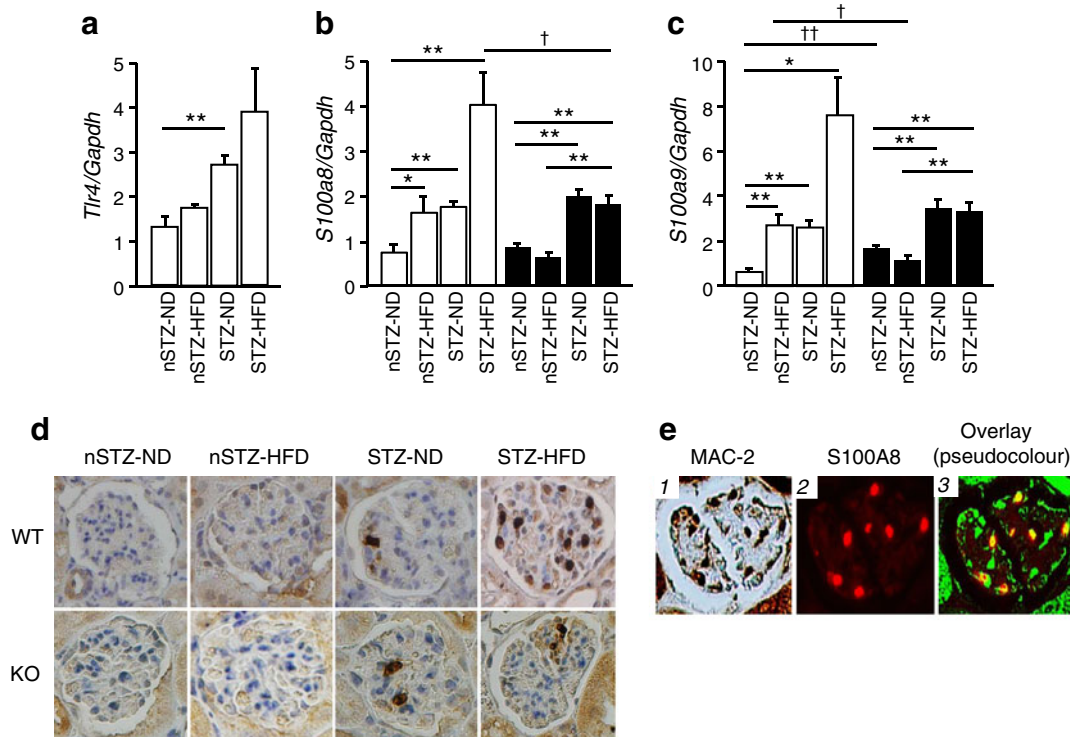 a
b
c
Tlr4/Gapdh
5
4
3
2
1
0
**
nSTZ-ND
nSTZ-HFD
STZ-ND
STZ-HFD
S100a8/Gapdh
5
4
3
2
1
0
**
†
**
*
**
**
**
nSTZ-ND
nSTZ-HFD
STZ-ND
STZ-HFD
nSTZ-ND
nSTZ-HFD
STZ-ND
STZ-HFD
S100a9/Gapdh
10
8
6
4
2
0
†
††
*
**
**
**
**
**
nSTZ-ND
nSTZ-HFD
STZ-ND
STZ-HFD
nSTZ-ND
nSTZ-HFD
STZ-ND
STZ-HFD
d
nSTZ-ND
nSTZ-HFD
STZ-ND
STZ-HFD
WT
KO
e
MAC-2
S100A8
Overlay
(pseudocolour)
1
2
3